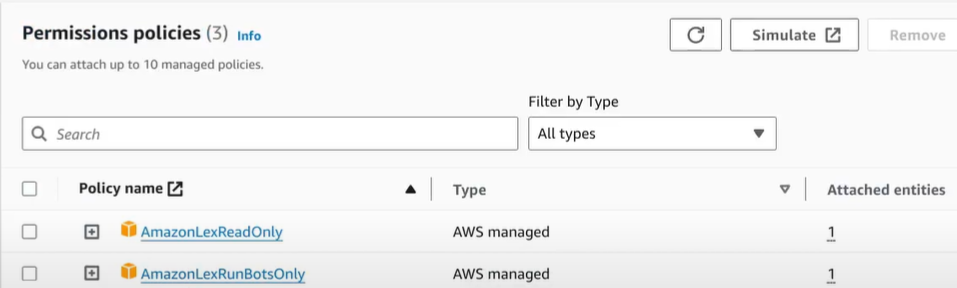 Permissions policies (3) Info
Simulate Remove
You can attach up to 10 managed policies.
Filter by Type
Search All types
Policy name Type Attached entities
AmazonLexReadOnly AWS managed 1
AmazonLexRunBotsOnly AWS managed 1